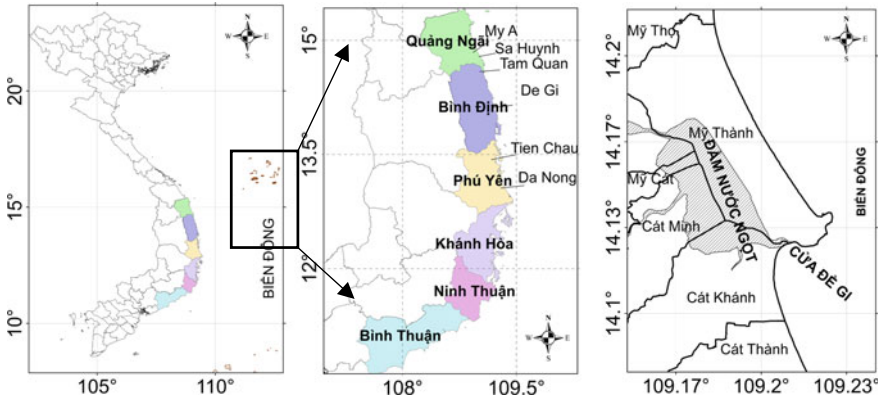 N
W E
S
20°
15°
10°
105°
110°
BIỂN ĐÔNG
N
W E
S
15°
13.5°
12°
108°
109.5°
Quảng Ngãi
My A
Sa Huynh
Tam Quan
De Gi
Bình Định
Tien Chau
Phú Yên
Da Nong
Khánh Hòa
Ninh Thuận
Bình Thuận
N
W E
S
14.2°
14.17°
14.13°
14.1°
109.17°
109.2°
109.23°
Mỹ Thọ
Mỹ Thành
ĐẦM NƯỚC NGỌT
Mỹ Cát
Cát Minh
BIỂN ĐÔNG
CỬA ĐỀ GI
Cát Khánh
Cát Thành